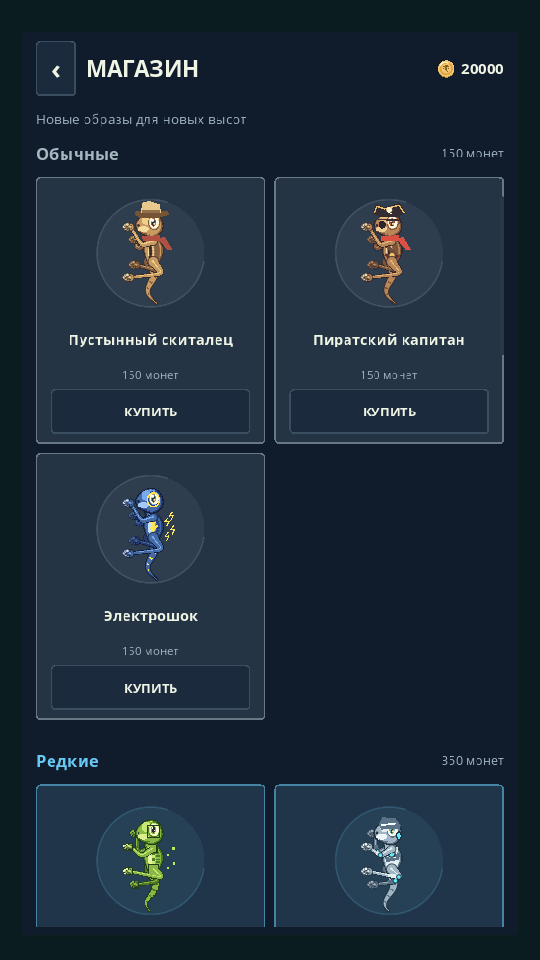 ‹ МАГАЗИН 20000
Новые образы для новых высот
Обычные 150 монет
Пустынный скиталец
150 монет
КУПИТЬ
Пиратский капитан
150 монет
КУПИТЬ
Электрошок
150 монет
КУПИТЬ
Редкие 350 монет